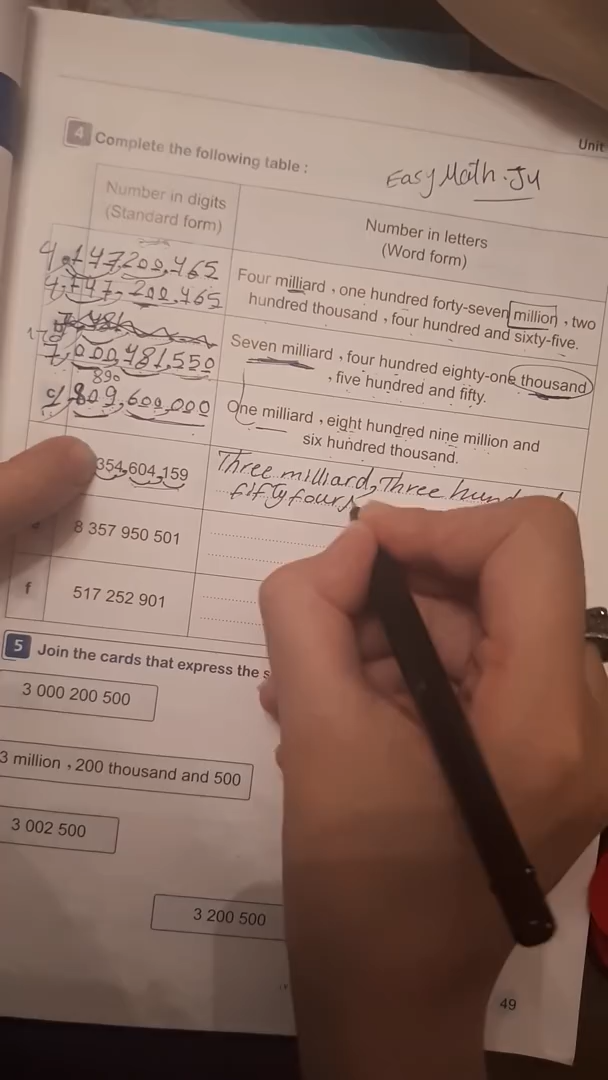 Unit
4 Complete the following table :
Easy Math.JU
Number in digits
(Standard form)
Number in letters
(Word form)
4,147,200,465
4,147,200,465
Four milliard , one hundred forty-seven million , two
hundred thousand , four hundred and sixty-five.
7,000,481,550
Seven milliard , four hundred eighty-one thousand
, five hundred and fifty.
890
809,600,000
One milliard , eight hundred nine million and
six hundred thousand.
354,604,159
Three milliard, Three
fifty four
8 357 950 501
f
517 252 901
5 Join the cards that express the s
3 000 200 500
3 million , 200 thousand and 500
3 002 500
3 200 500
49